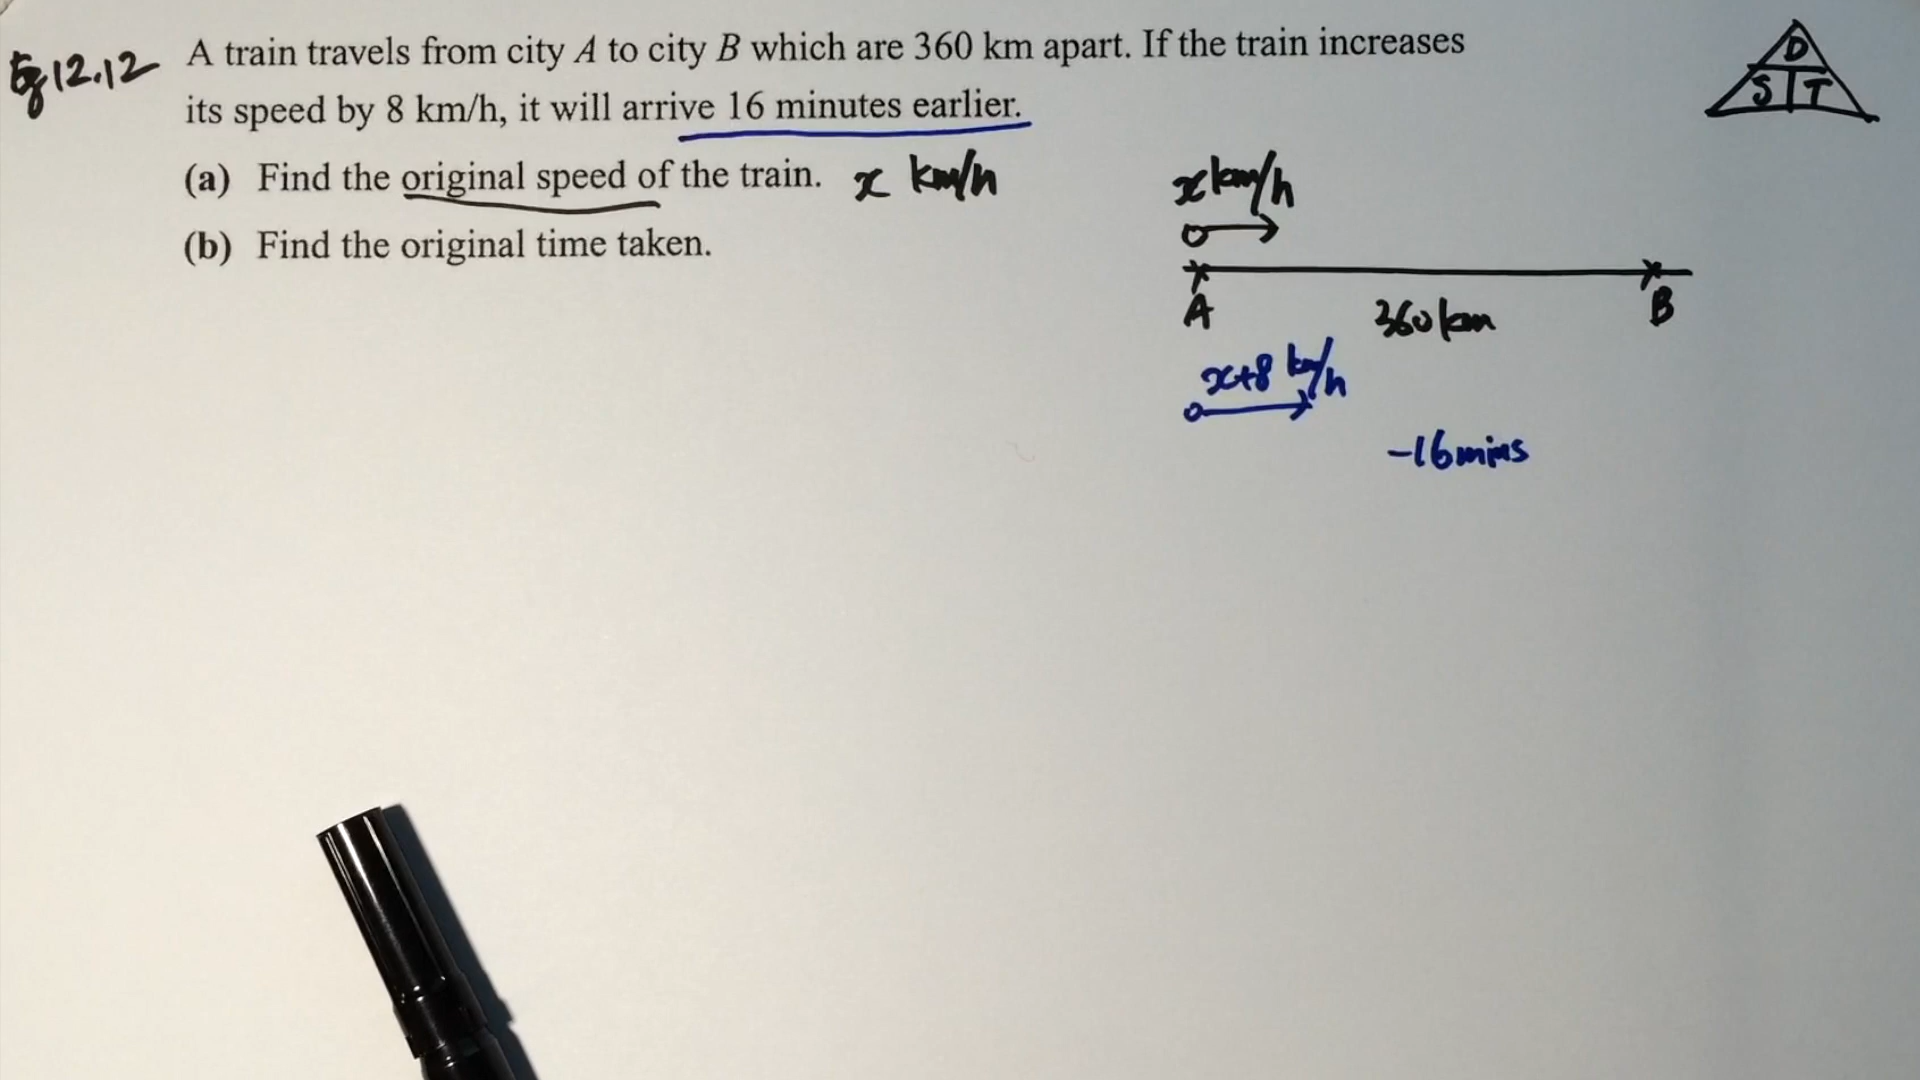 Eg 12.12 A train travels from city A to city B which are 360 km apart. If the train increases
its speed by 8 km/h, it will arrive 16 minutes earlier.
(a) Find the original speed of the train. x km/h
(b) Find the original time taken.
D
S T
x km/h
A 360 km B
x+8 km/h
-16 mins